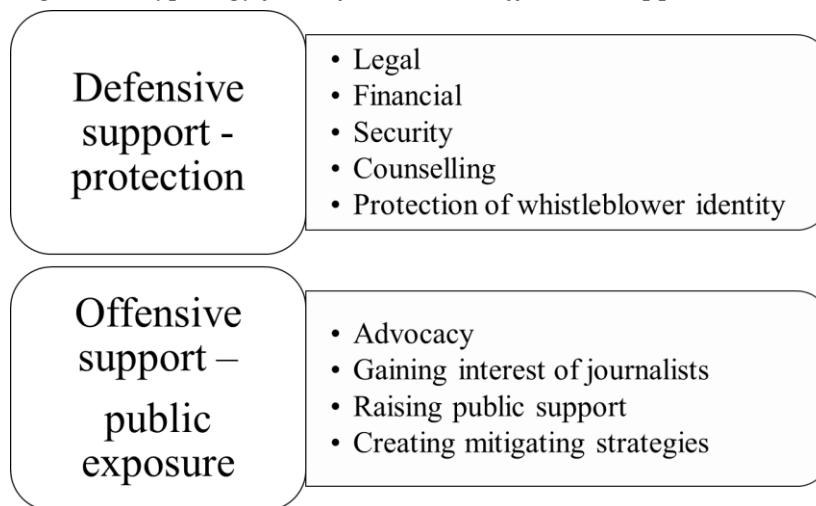 Defensive
support -
protection
• Legal
• Financial
• Security
• Counselling
• Protection of whistleblower identity
Offensive
support –
public
exposure
• Advocacy
• Gaining interest of journalists
• Raising public support
• Creating mitigating strategies